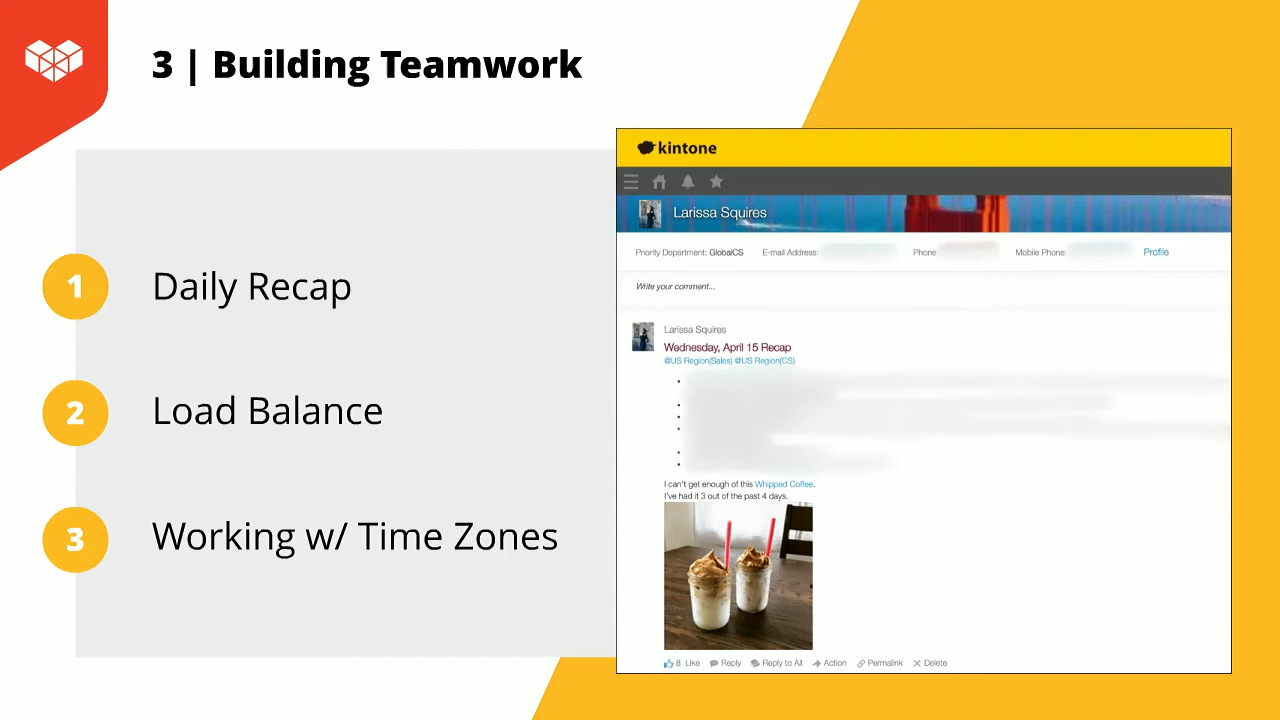 3 | Building Teamwork
1 Daily Recap
2 Load Balance
3 Working w/ Time Zones
kintone
Larissa Squires
Priority Department: GlobalCS E-mail Address: Phone: Mobile Phone: Profile
Write your comment...
Larissa Squires
Wednesday, April 15 Recap
@US Region(Sales) @US Region(CS)
I can't get enough of this Whipped Coffee.
I've had it 3 out of the past 4 days.
8 Like Reply Reply to All Action Permalink Delete